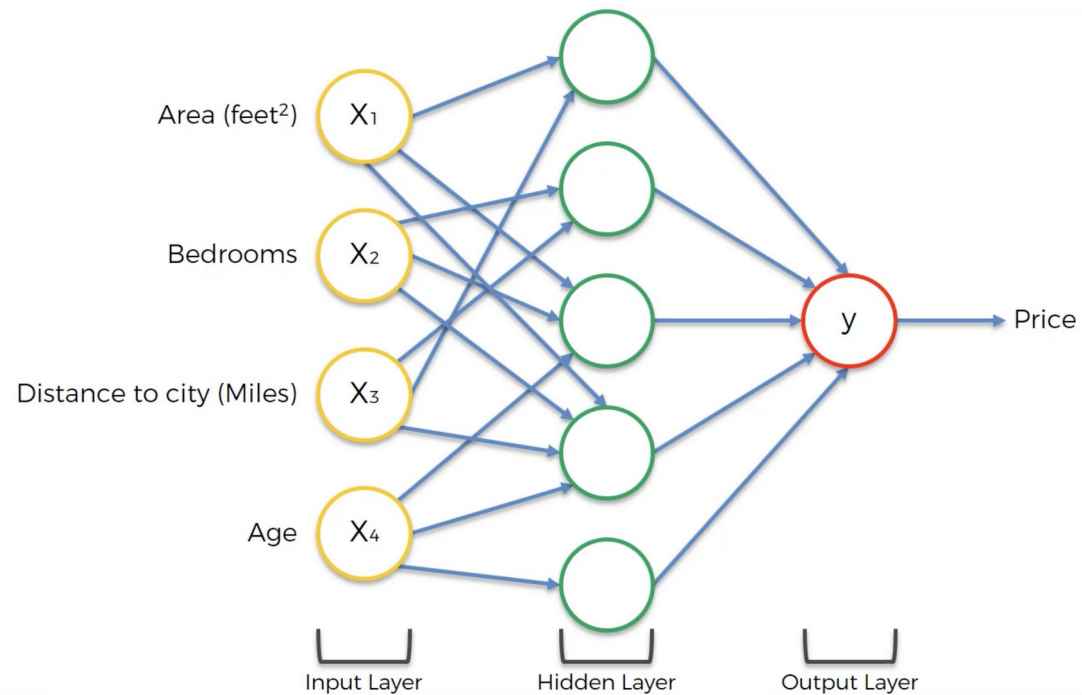 Area (feet²)
X₁
Bedrooms
X₂
Distance to city (Miles)
X₃
Age
X₄
y
Price
Input Layer
Hidden Layer
Output Layer